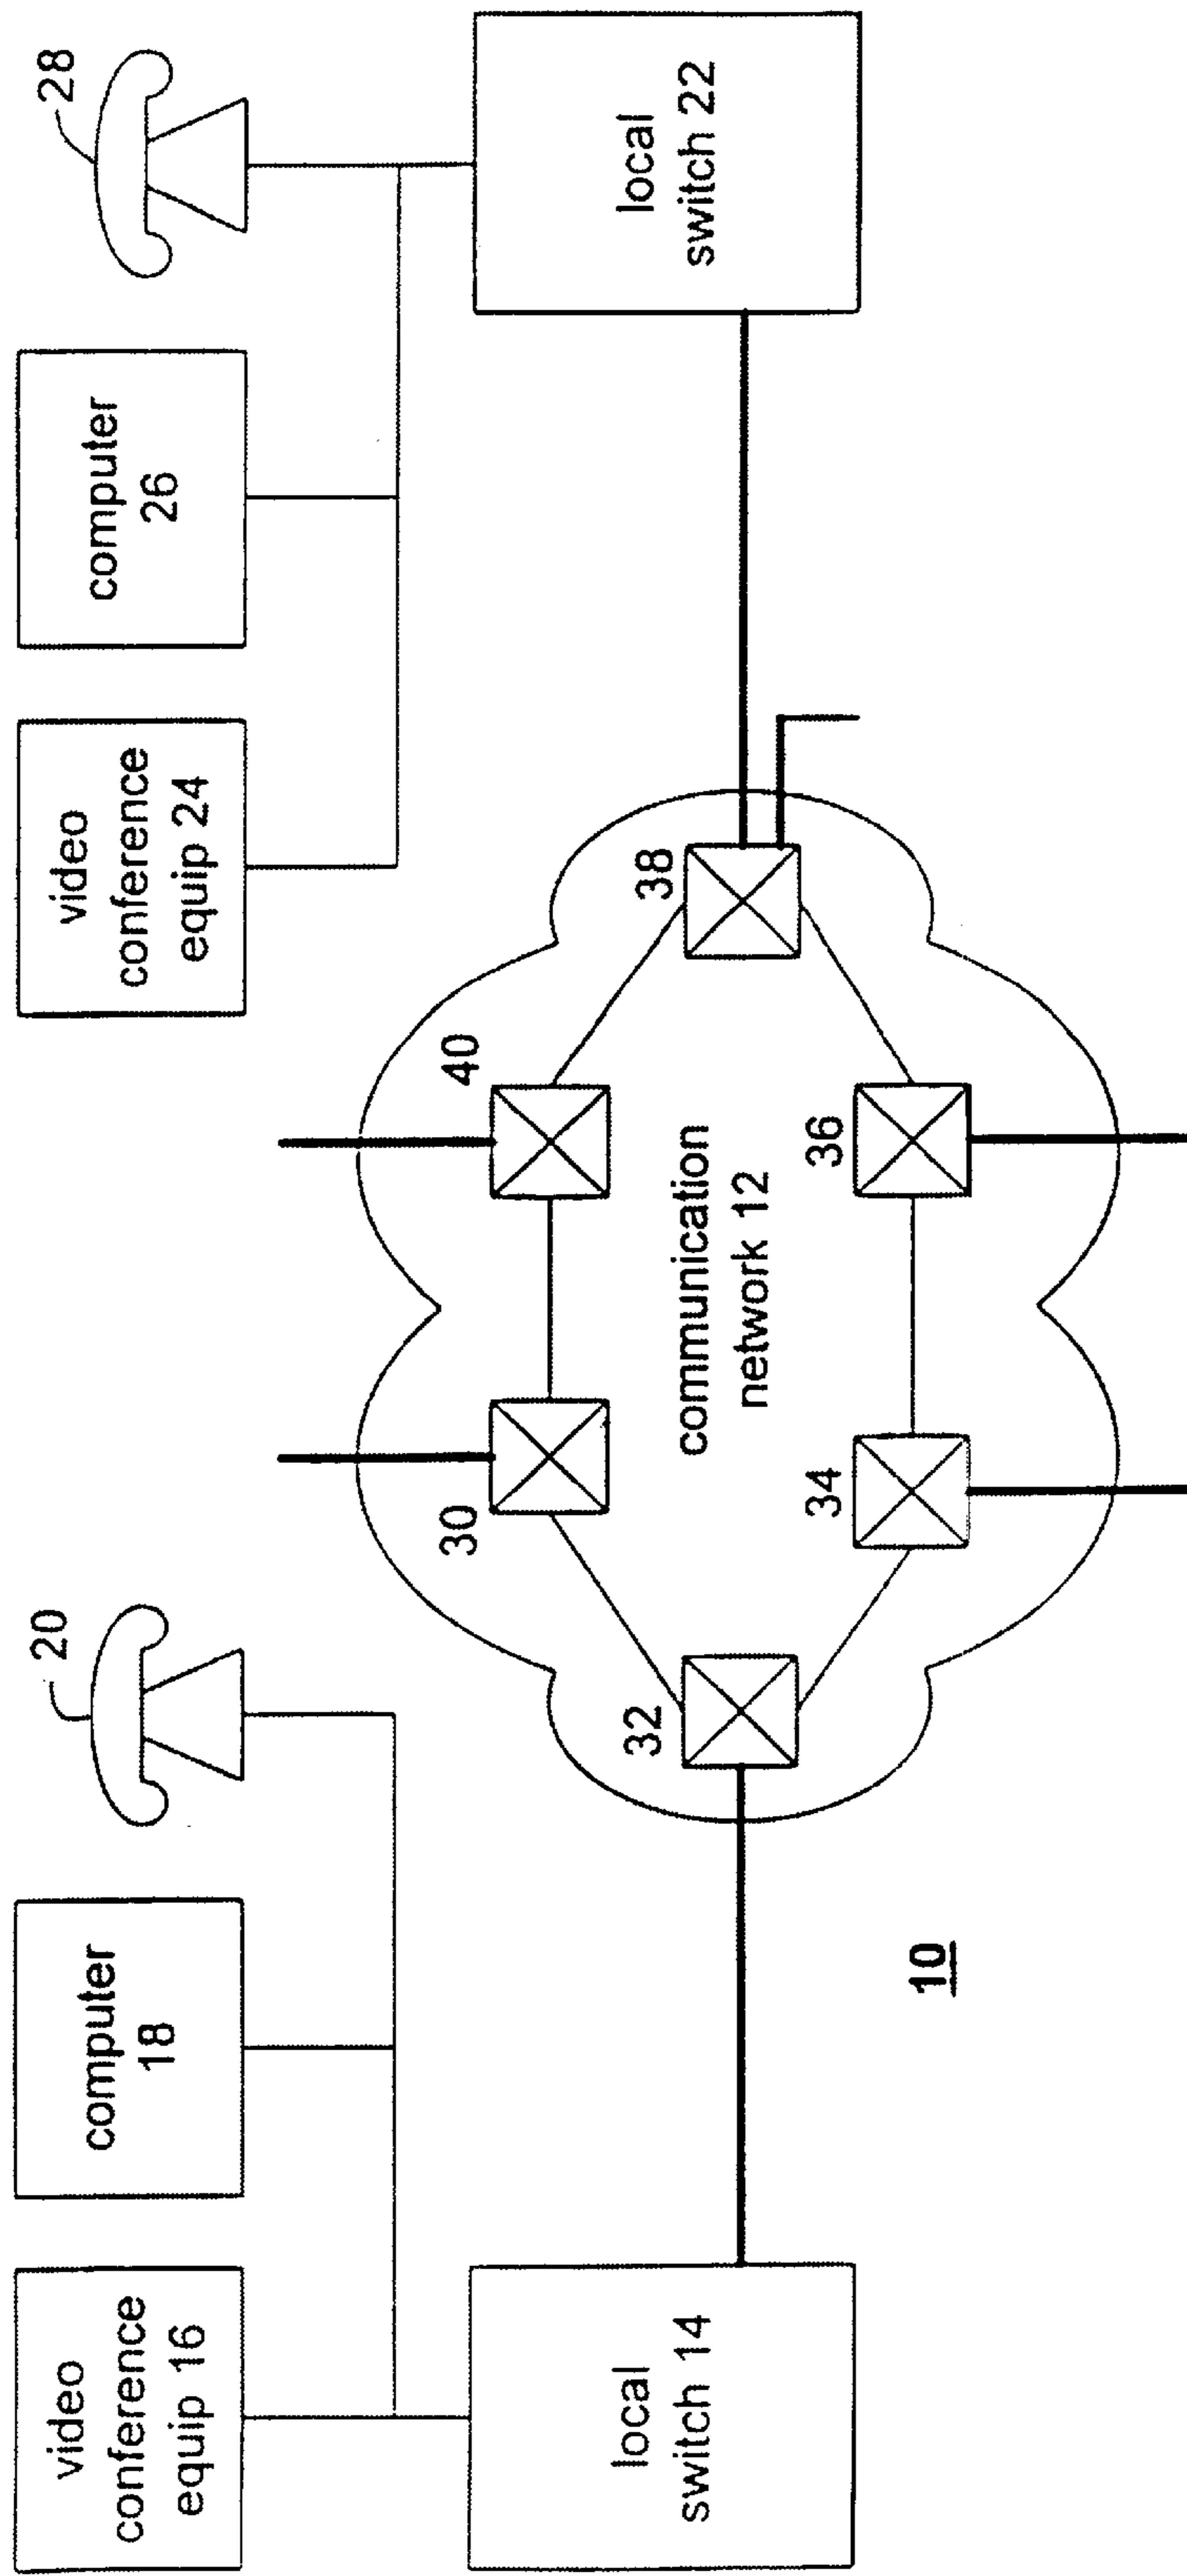 video
conference
equip 16
computer
18
20
video
conference
equip 24
computer
26
28
local
switch 14
local
switch 22
30
40
32
38
communication
network 12
34
36
10